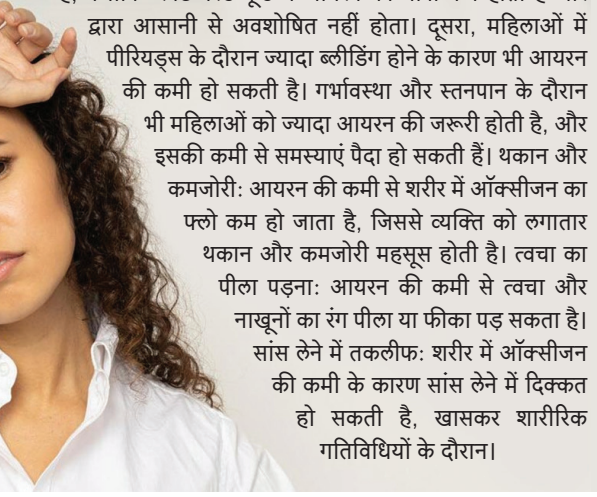 द्वारा आसानी से अवशोषित नहीं होता। दूसरा, महिलाओं में
पीरियड्स के दौरान ज्यादा ब्लीडिंग होने के कारण भी आयरन
की कमी हो सकती है। गर्भावस्था और स्तनपान के दौरान
भी महिलाओं को ज्यादा आयरन की जरूरी होती है, और
इसकी कमी से समस्याएं पैदा हो सकती हैं। थकान और
कमजोरी: आयरन की कमी से शरीर में ऑक्सीजन का
फ्लो कम हो जाता है, जिससे व्यक्ति को लगातार
थकान और कमजोरी महसूस होती है। त्वचा का
पीला पड़ना: आयरन की कमी से त्वचा और
नाखूनों का रंग पीला या फीका पड़ सकता है।
सांस लेने में तकलीफ: शरीर में ऑक्सीजन
की कमी के कारण सांस लेने में दिक्कत
हो सकती है, खासकर शारीरिक
गतिविधियों के दौरान।